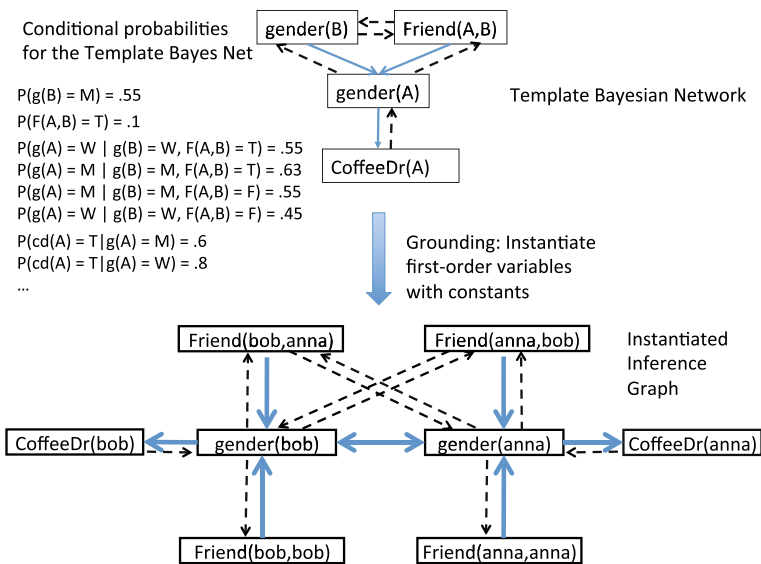 Conditional probabilities
for the Template Bayes Net
gender(B)
Friend(A,B)
P(g(B) = M) = .55
P(F(A,B) = T) = .1
P(g(A) = W | g(B) = W, F(A,B) = T) = .55
P(g(A) = M | g(B) = M, F(A,B) = T) = .63
P(g(A) = M | g(B) = M, F(A,B) = F) = .55
P(g(A) = W | g(B) = W, F(A,B) = F) = .45
P(cd(A) = T|g(A) = M) = .6
P(cd(A) = T|g(A) = W) = .8
...
gender(A)
Template Bayesian Network
CoffeeDr(A)
Grounding: Instantiate
first-order variables
with constants
Friend(bob,anna)
Friend(anna,bob)
Instantiated
Inference
Graph
CoffeeDr(bob)
gender(bob)
gender(anna)
CoffeeDr(anna)
Friend(bob,bob)
Friend(anna,anna)